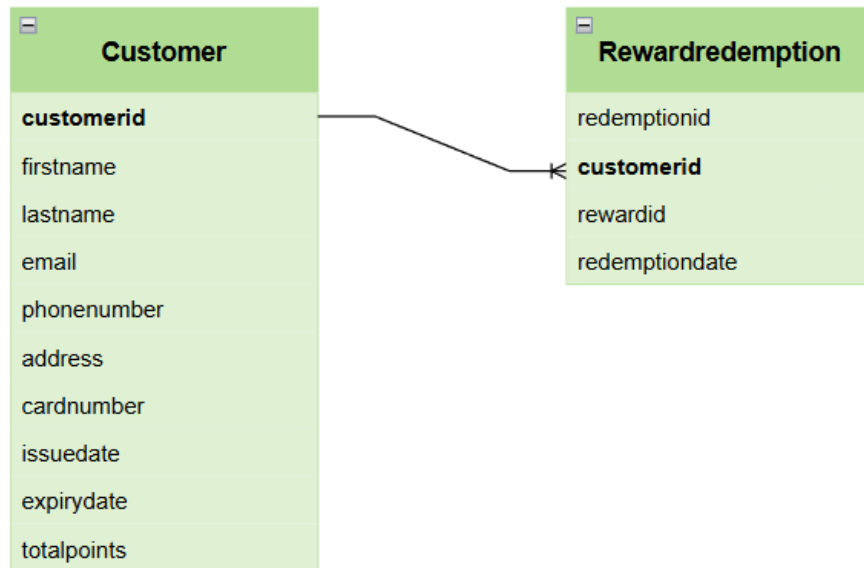 Customer
customerid
firstname
lastname
email
phonenumber
address
cardnumber
issuedate
expirydate
totalpoints
Rewardredemption
redemptionid
customerid
rewardid
redemptiondate